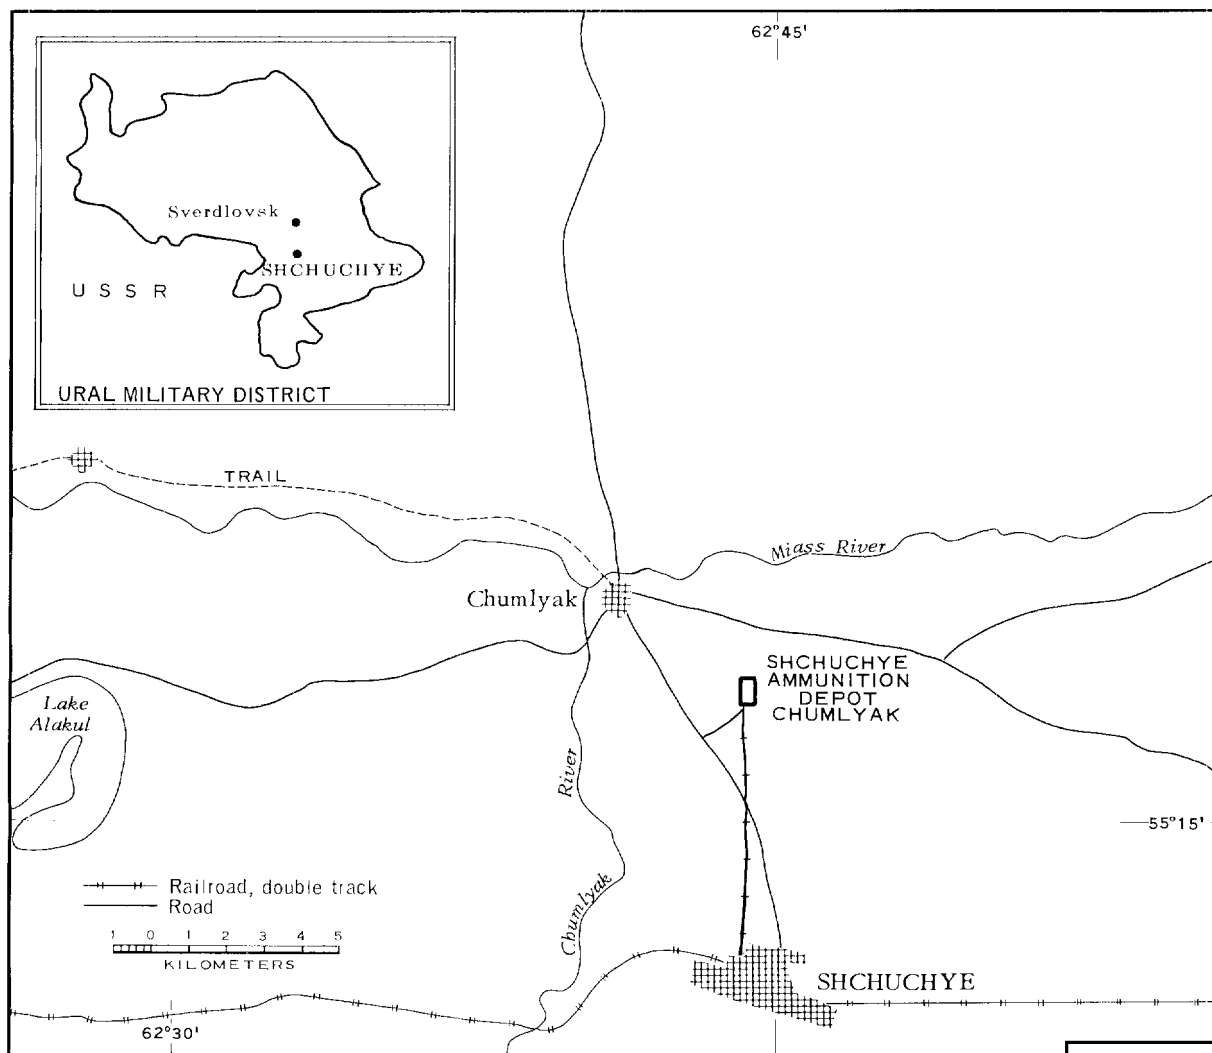 62°45'
Sverdlovsk
SHCHUCHYE
U S S R
URAL MILITARY DISTRICT
TRAIL
Miass River
Chumlyak
SHCHUCHYE
AMMUNITION
DEPOT
CHUMLYAK
Lake
Alakul
River
Chumlyak
55°15'
Railroad, double track
Road
1 0 1 2 3 4 5
KILOMETERS
SHCHUCHYE
62°30'